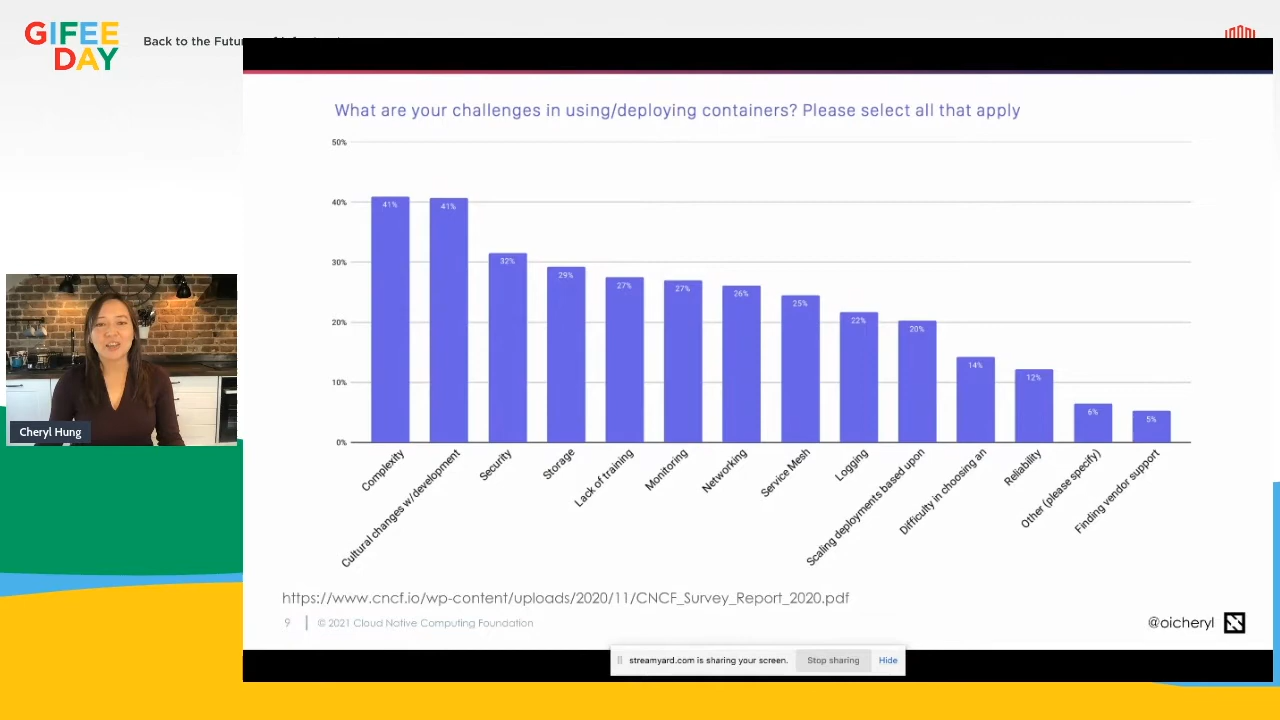 GIFEE
DAY
Back to the Futu
What are your challenges in using/deploying containers? Please select all that apply
50%
40%
30%
20%
10%
0%
41%
41%
32%
29%
27%
27%
26%
25%
22%
20%
14%
12%
6%
5%
Complexity
Cultural changes w/development
Security
Storage
Lack of training
Monitoring
Networking
Service Mesh
Logging
Scaling deployments based upon
Difficulty in choosing an
Reliability
Other (please specify)
Finding vendor support
Cheryl Hung
https://www.cncf.io/wp-content/uploads/2020/11/CNCF_Survey_Report_2020.pdf
9 | © 2021 Cloud Native Computing Foundation
@oicheryl
streamyard.com is sharing your screen. Stop sharing Hide